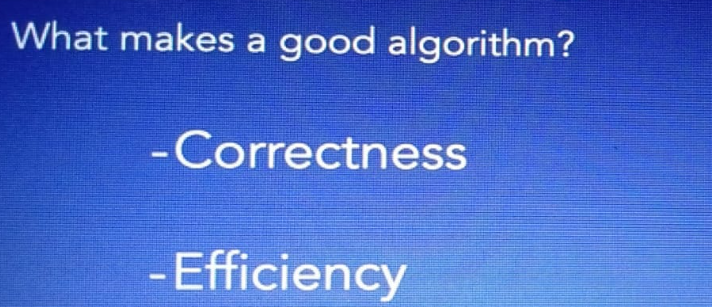 What makes a good algorithm?
-Correctness
-Efficiency